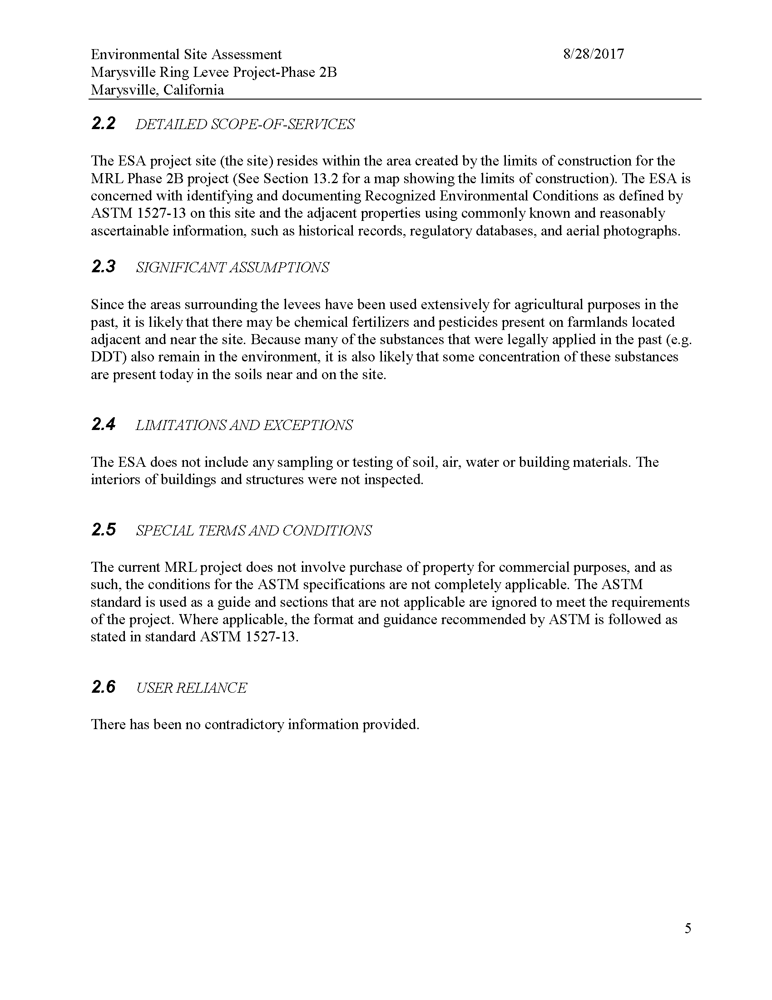 Environmental Site Assessment 8/28/2017
Marysville Ring Levee Project-Phase 2B
Marysville, California
2.2 DETAILED SCOPE-OF-SERVICES
The ESA project site (the site) resides within the area created by the limits of construction for the
MRL Phase 2B project (See Section 13.2 for a map showing the limits of construction). The ESA is
concerned with identifying and documenting Recognized Environmental Conditions as defined by
ASTM 1527-13 on this site and the adjacent properties using commonly known and reasonably
ascertainable information, such as historical records, regulatory databases, and aerial photographs.
2.3 SIGNIFICANT ASSUMPTIONS
Since the areas surrounding the levees have been used extensively for agricultural purposes in the
past, it is likely that there may be chemical fertilizers and pesticides present on farmlands located
adjacent and near the site. Because many of the substances that were legally applied in the past (e.g.
DDT) also remain in the environment, it is also likely that some concentration of these substances
are present today in the soils near and on the site.
2.4 LIMITATIONS AND EXCEPTIONS
The ESA does not include any sampling or testing of soil, air, water or building materials. The
interiors of buildings and structures were not inspected.
2.5 SPECIAL TERMS AND CONDITIONS
The current MRL project does not involve purchase of property for commercial purposes, and as
such, the conditions for the ASTM specifications are not completely applicable. The ASTM
standard is used as a guide and sections that are not applicable are ignored to meet the requirements
of the project. Where applicable, the format and guidance recommended by ASTM is followed as
stated in standard ASTM 1527-13.
2.6 USER RELIANCE
There has been no contradictory information provided.
5